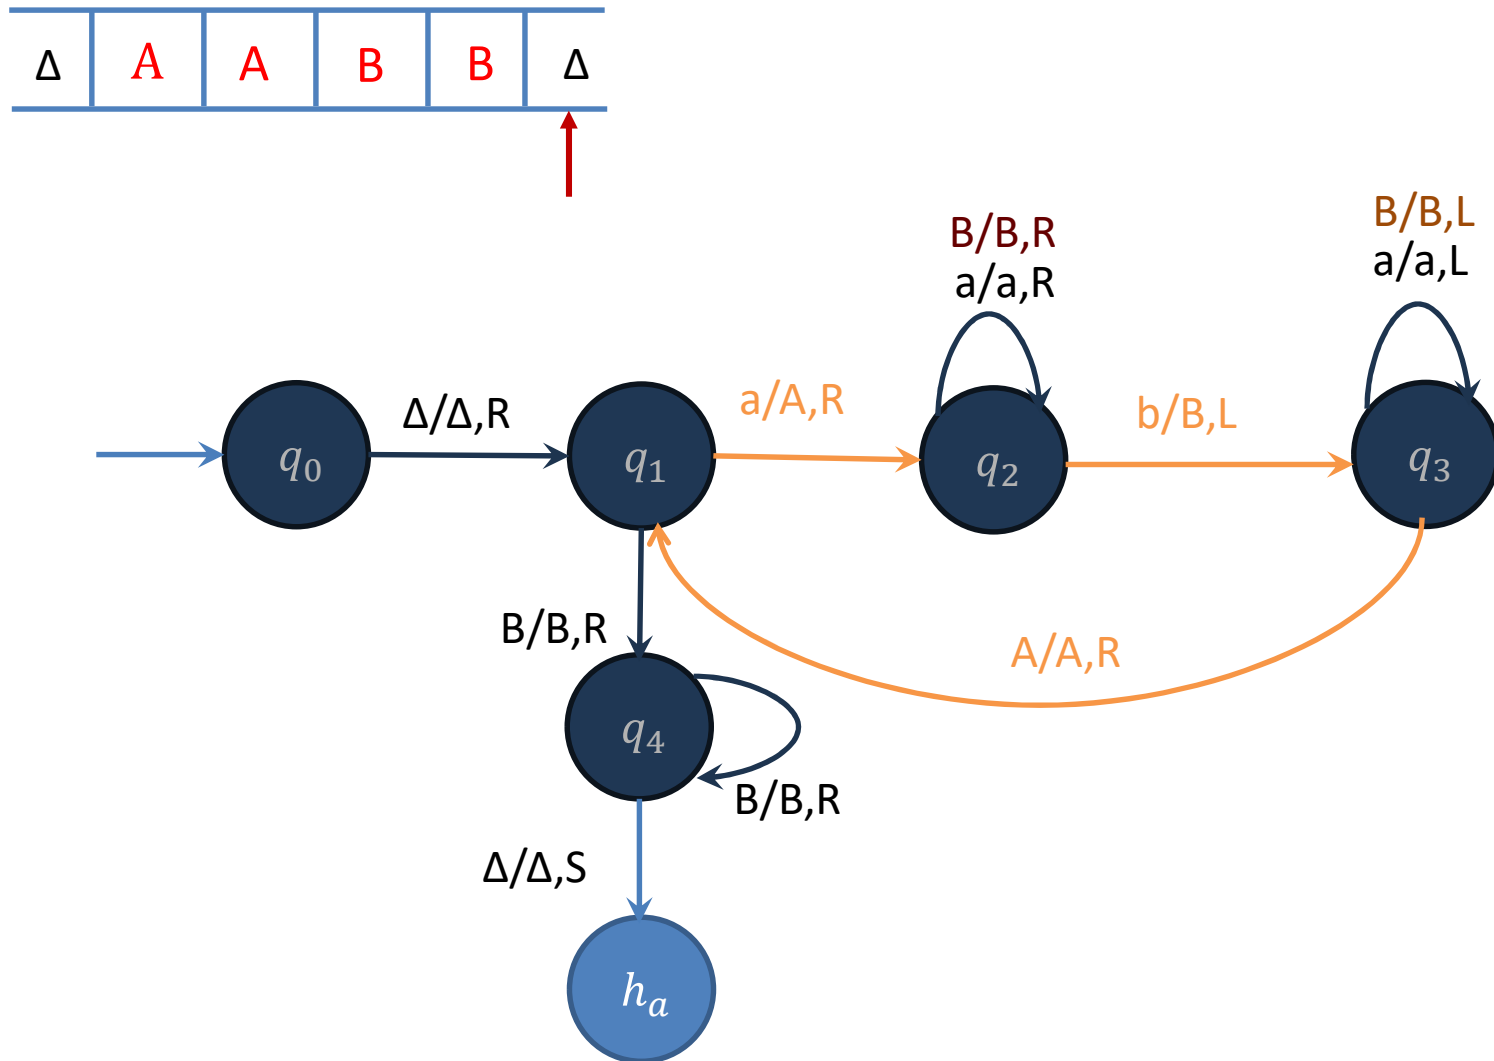 Δ A A B B Δ
B/B,R
a/a,R
B/B,L
a/a,L
Δ/Δ,R
a/A,R
b/B,L
q₀
q₁
q₂
q₃
B/B,R
A/A,R
q₄
B/B,R
Δ/Δ,S
hₐ